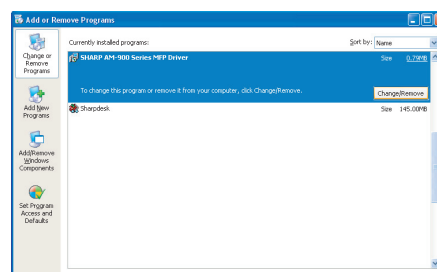 Add or Remove Programs
Change or
Remove
Programs
Currently installed programs:
Sort by: Name
SHARP AM-900 Series MFP Driver
Size 0.79MB
To change this program or remove it from your computer, click Change/Remove.
Change/Remove
Sharpdesk
Size 145.00MB
Add New
Programs
Add/Remove
Windows
Components
Set Program
Access and
Defaults